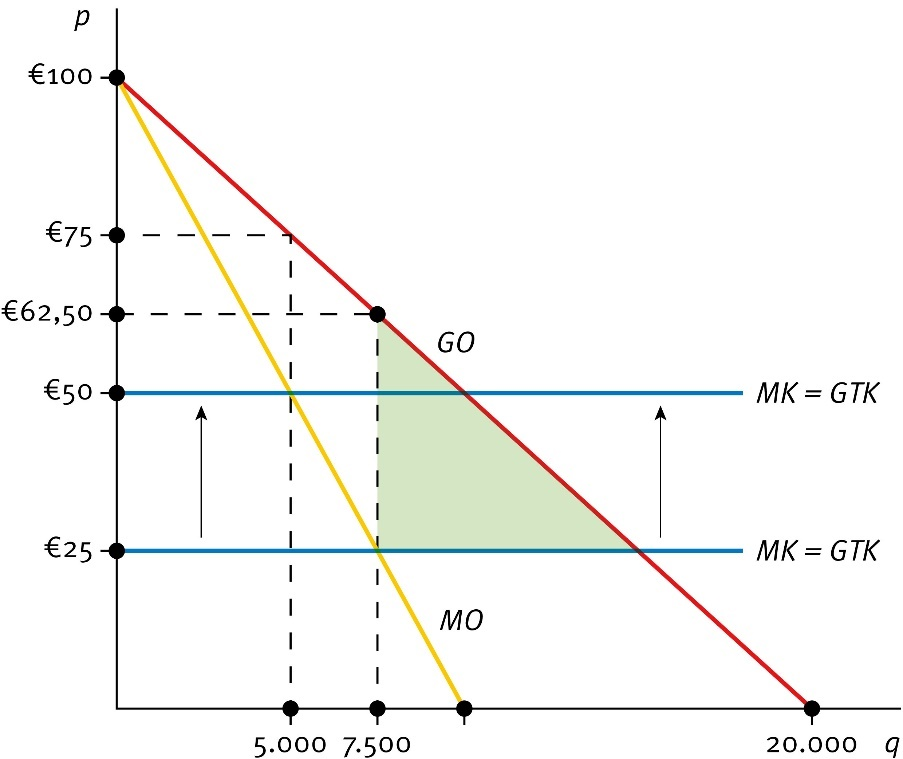 p
€100
€75
€62,50
GO
€50
MK = GTK
€25
MK = GTK
MO
5.000 7.500 20.000 q